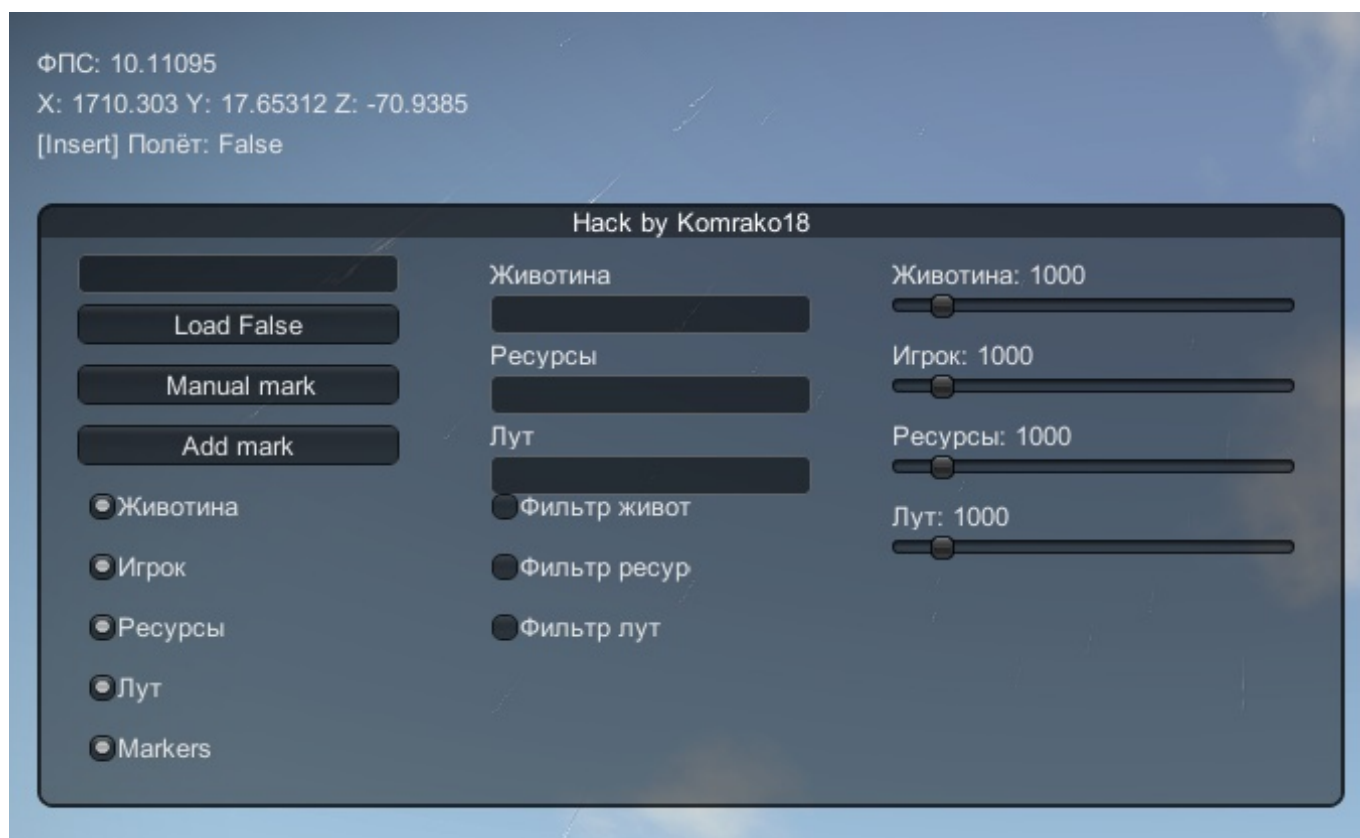 ФПС: 10.11095
X: 1710.303 Y: 17.65312 Z: -70.9385
[Insert] Полёт: False
Hack by Komrako18
Load False
Manual mark
Add mark
Животина
Игрок
Ресурсы
Лут
Markers
Животина
Ресурсы
Лут
Фильтр живот
Фильтр ресур
Фильтр лут
Животина: 1000
Игрок: 1000
Ресурсы: 1000
Лут: 1000